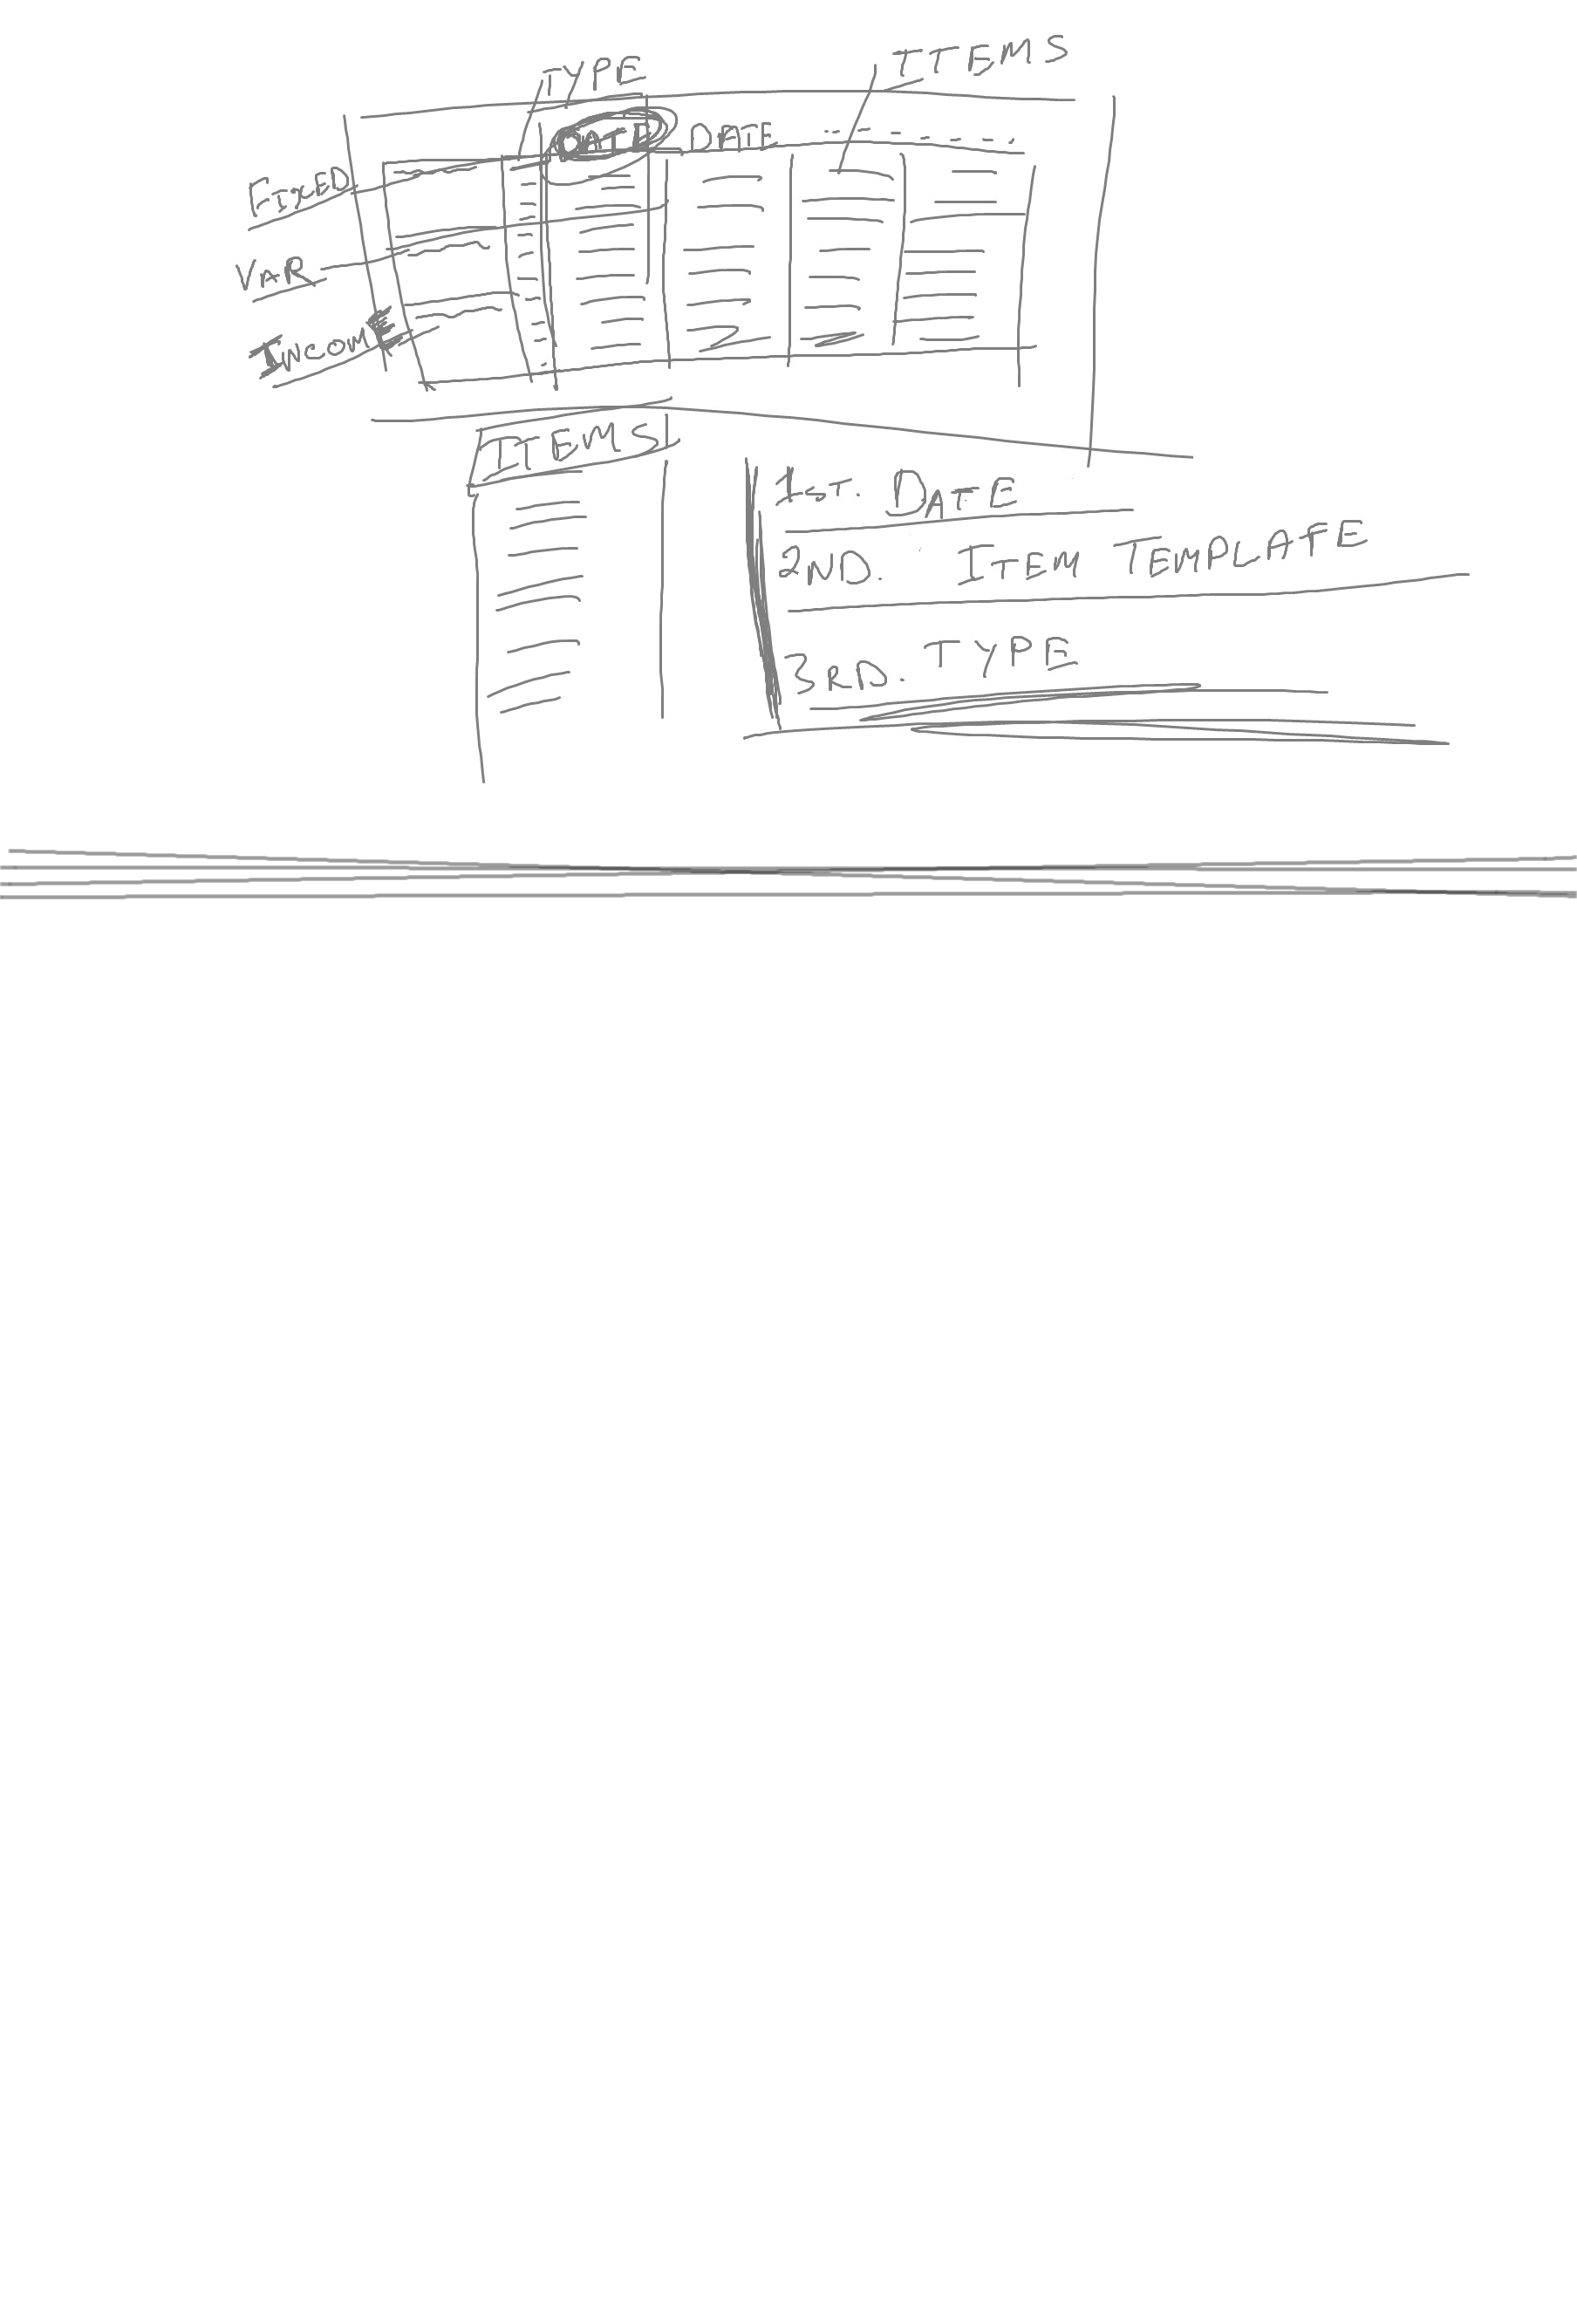 TYPE
ITEMS
DATE DATE
FIXED
VAR
INCOME
ITEMS
1ST. DATE
2ND. ITEM TEMPLATE
3RD. TYPE